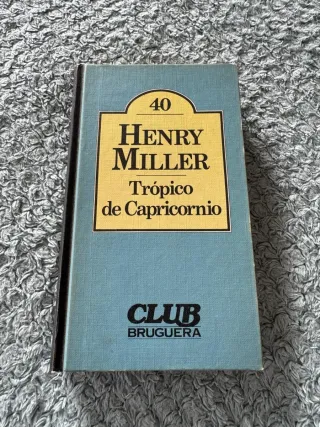 40
HENRY
MILLER
Trópico
de Capricornio
CLUB
BRUGUERA